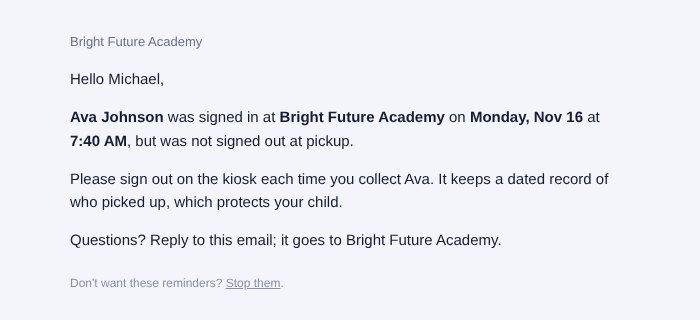 Bright Future Academy
Hello Michael,
Ava Johnson was signed in at Bright Future Academy on Monday, Nov 16 at
7:40 AM, but was not signed out at pickup.
Please sign out on the kiosk each time you collect Ava. It keeps a dated record of
who picked up, which protects your child.
Questions? Reply to this email; it goes to Bright Future Academy.
Don't want these reminders? Stop them.